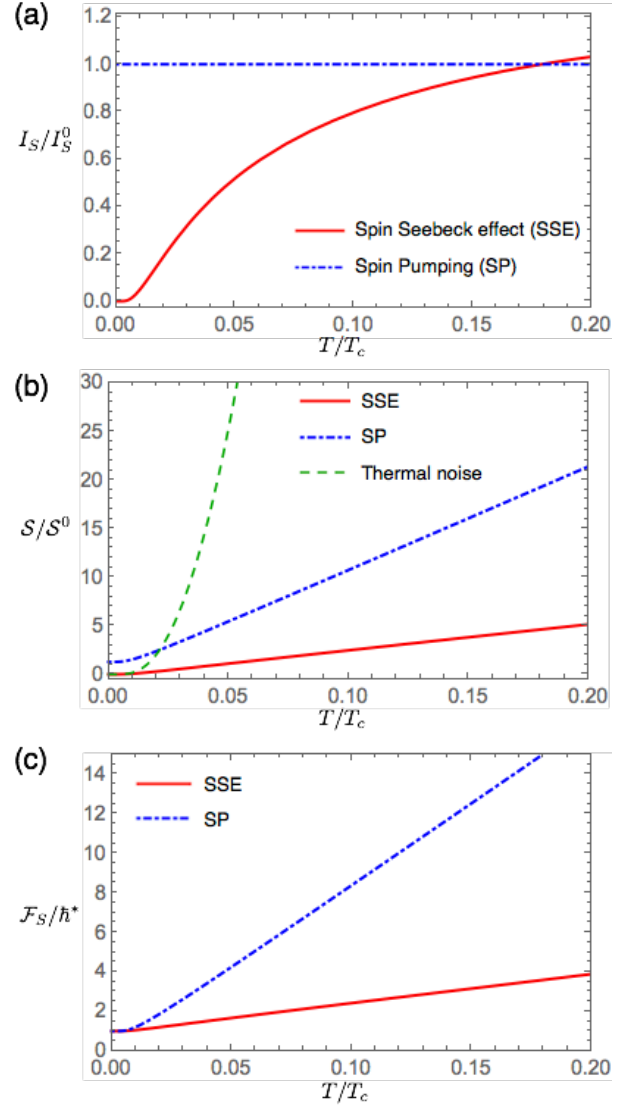 (a)
1.2
1.0
0.8
I_S/I_S^0
0.6
0.4
Spin Seebeck effect (SSE)
0.2
Spin Pumping (SP)
0.0
0.00 0.05 0.10 0.15 0.20
T/T_c
(b)
30
SSE
25
SP
20
Thermal noise
S/S^0
15
10
5
0
0.00 0.05 0.10 0.15 0.20
T/T_c
(c)
14
SSE
12
SP
10
F_S/ħ*
8
6
4
2
0
0.00 0.05 0.10 0.15 0.20
T/T_c